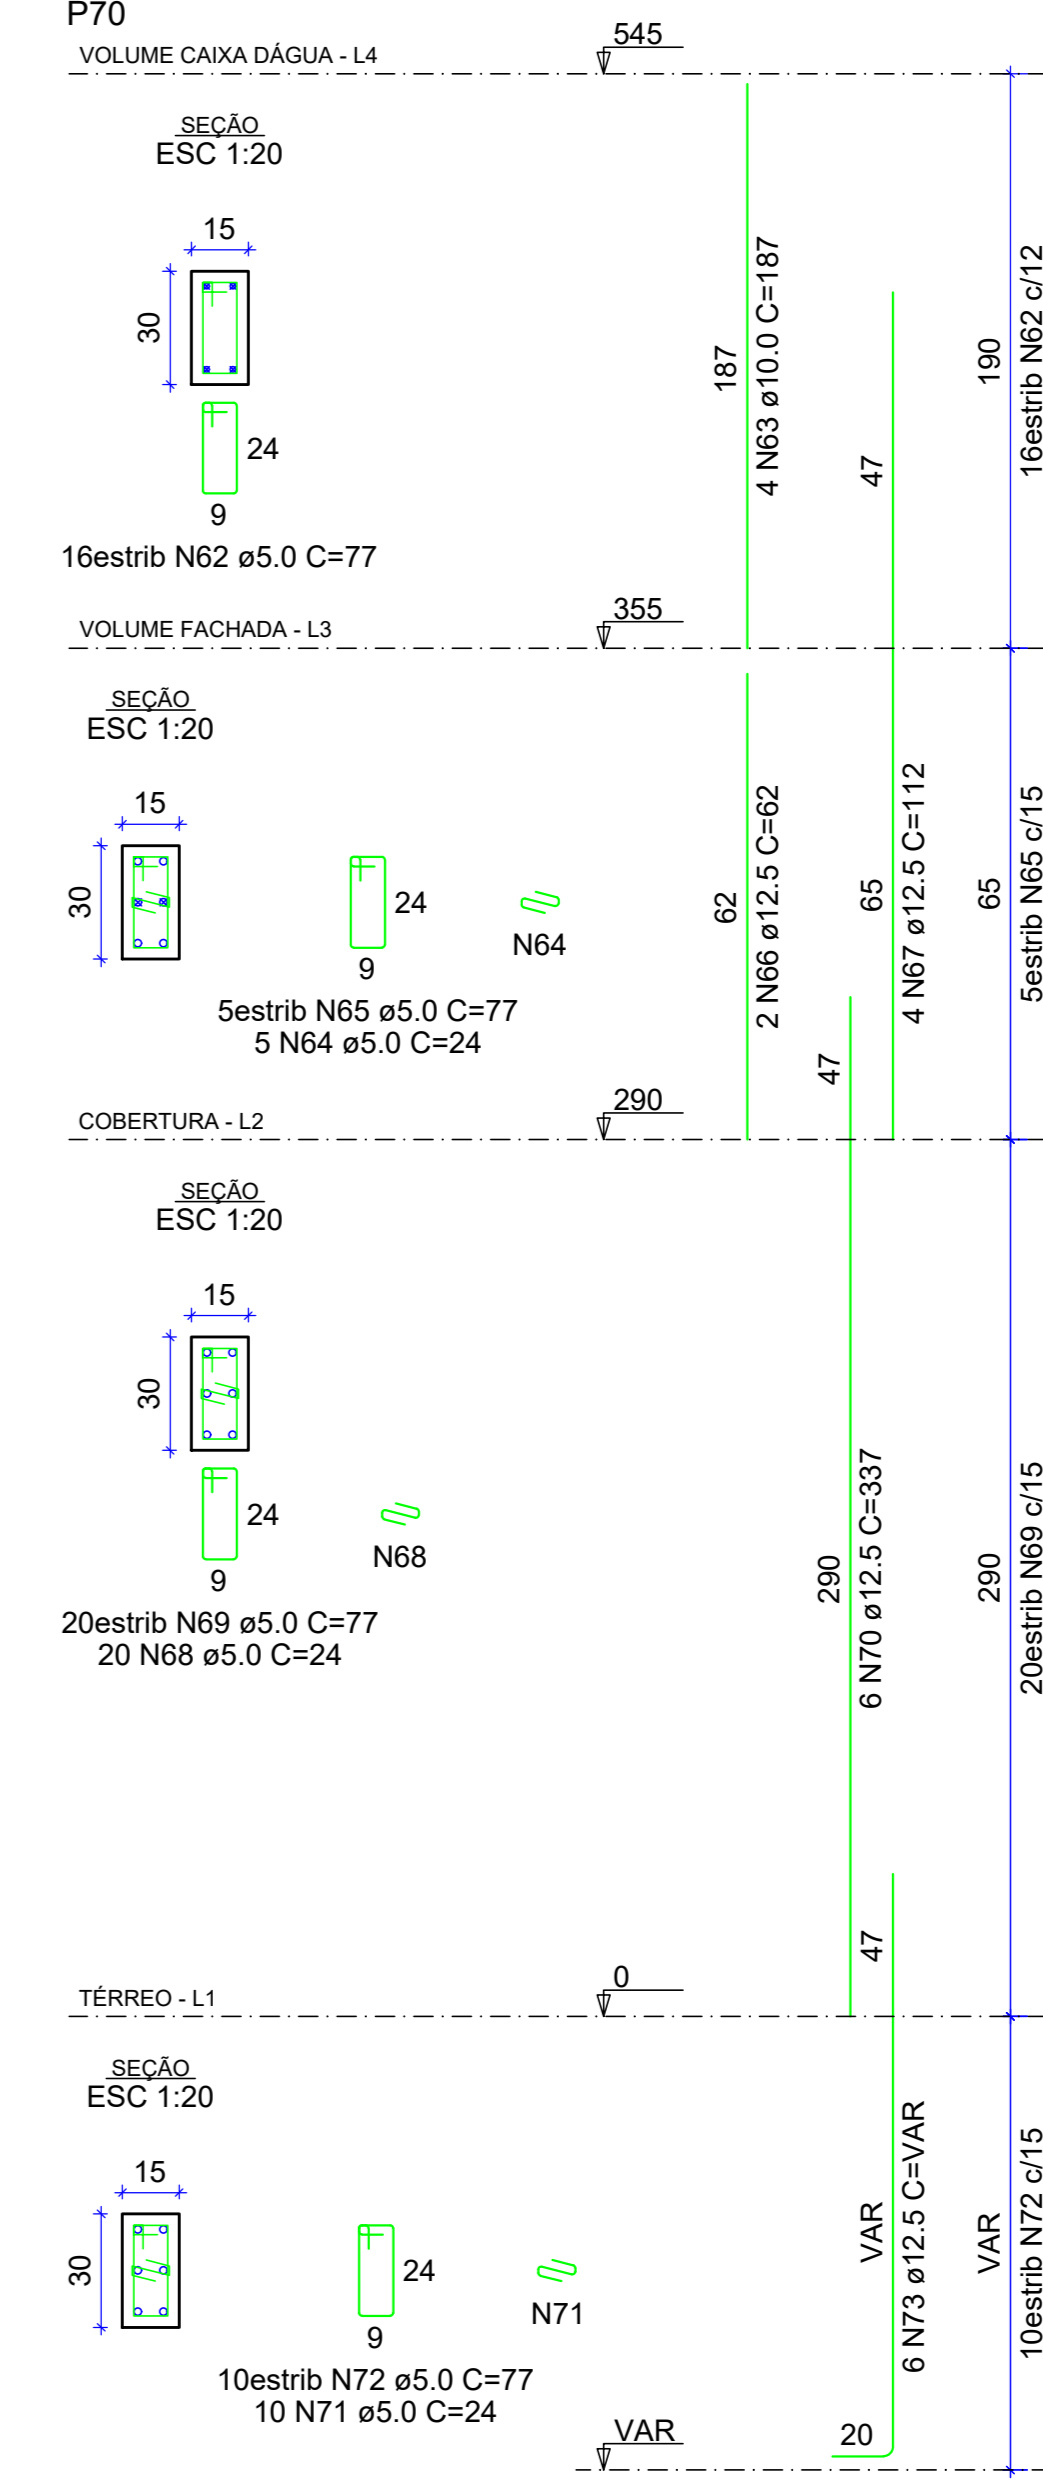 P70
VOLUME CAIXA DÁGUA - L4
545
SEÇÃO
ESC 1:20
15
30
24
9
16estrib N62 ø5.0 C=77
187
4 N63 ø10.0 C=187
47
190
16estrib N62 c/12
VOLUME FACHADA - L3
355
SEÇÃO
ESC 1:20
15
30
24
9
N64
5estrib N65 ø5.0 C=77
5 N64 ø5.0 C=24
62
2 N66 ø12.5 C=62
65
4 N67 ø12.5 C=112
65
5estrib N65 c/15
47
COBERTURA - L2
290
SEÇÃO
ESC 1:20
15
30
24
9
N68
20estrib N69 ø5.0 C=77
20 N68 ø5.0 C=24
290
6 N70 ø12.5 C=337
290
20estrib N69 c/15
47
TÉRREO - L1
0
SEÇÃO
ESC 1:20
15
30
24
9
N71
10estrib N72 ø5.0 C=77
10 N71 ø5.0 C=24
VAR
6 N73 ø12.5 C=VAR
VAR
10estrib N72 c/15
20
VAR